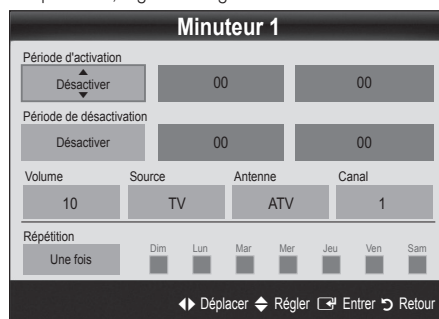 Minuteur 1
Période d'activation
Désactiver 00 00
Période de désactivation
Désactiver 00 00
Volume Source Antenne Canal
10 TV ATV 1
Répétition
Une fois Dim Lun Mar Mer Jeu Ven Sam
Déplacer Régler Entrer Retour